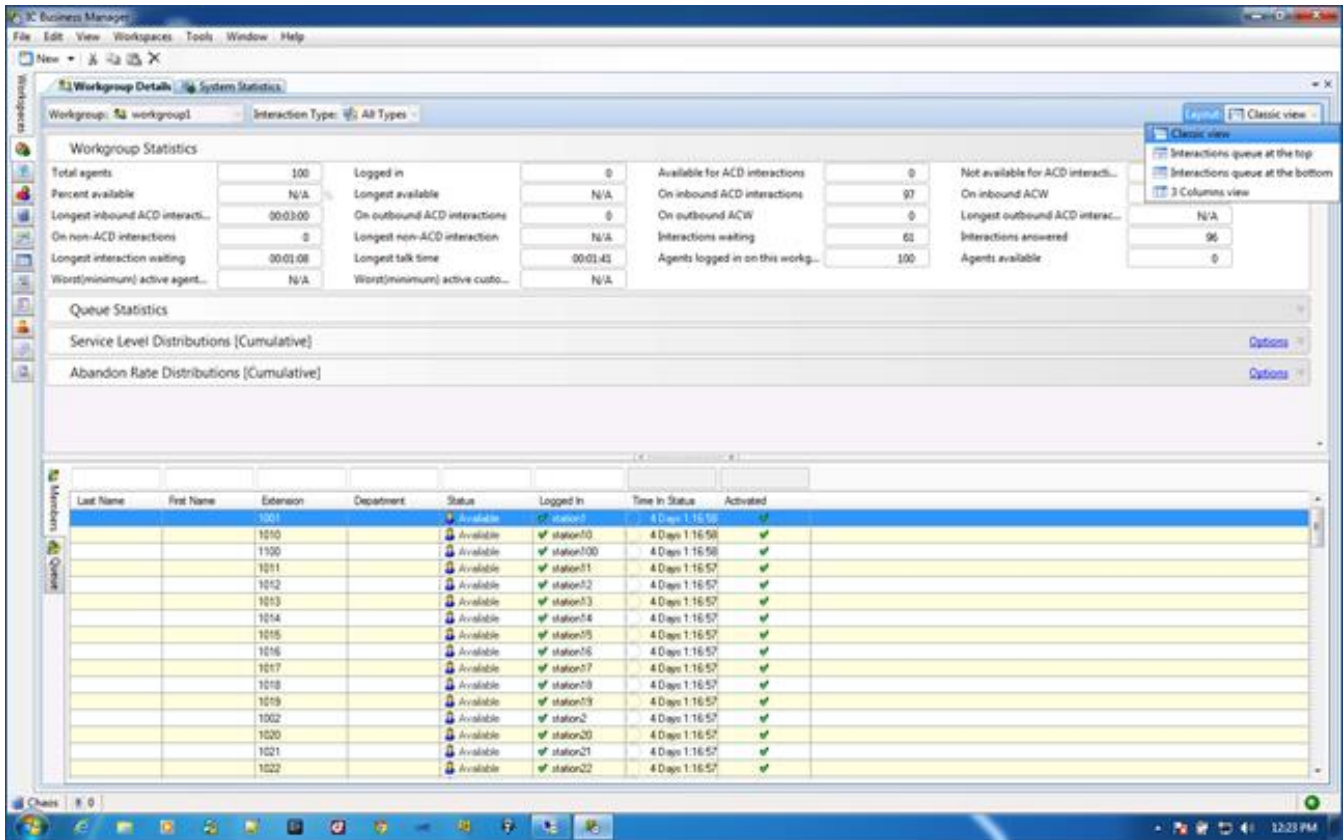 IC Business Manager
File Edit View Workspaces Tools Window Help
New
Workspaces
Workgroup Details System Statistics
Workgroup: workgroup1 Interaction Type: All Types Layout: Classic view
Classic view
Interactions queue at the top
Interactions queue at the bottom
3 Columns view
Workgroup Statistics
Total agents 100 Logged in 0 Available for ACD interactions 0 Not available for ACD interacti...
Percent available N/A % Longest available N/A On inbound ACD interactions 97 On inbound ACW
Longest inbound ACD interacti... 00:03:00 On outbound ACD interactions 0 On outbound ACW 0 Longest outbound ACD interac... N/A
On non-ACD interactions 0 Longest non-ACD interaction N/A Interactions waiting 61 Interactions answered 96
Longest interaction waiting 00:01:08 Longest talk time 00:01:41 Agents logged in on this workg... 100 Agents available 0
Worst(minimum) active agent... N/A Worst(minimum) active custo... N/A
Queue Statistics
Service Level Distributions [Cumulative] Options
Abandon Rate Distributions [Cumulative] Options
Members
Queue
Last Name First Name Extension Department Status Logged In Time In Status Activated
1001 Available station1 4 Days 1:16:58
1010 Available station10 4 Days 1:16:58
1100 Available station100 4 Days 1:16:58
1011 Available station11 4 Days 1:16:57
1012 Available station12 4 Days 1:16:57
1013 Available station13 4 Days 1:16:57
1014 Available station14 4 Days 1:16:57
1015 Available station15 4 Days 1:16:57
1016 Available station16 4 Days 1:16:57
1017 Available station17 4 Days 1:16:57
1018 Available station18 4 Days 1:16:57
1019 Available station19 4 Days 1:16:57
1002 Available station2 4 Days 1:16:57
1020 Available station20 4 Days 1:16:57
1021 Available station21 4 Days 1:16:57
1022 Available station22 4 Days 1:16:57
Chaos 0
12:23 PM